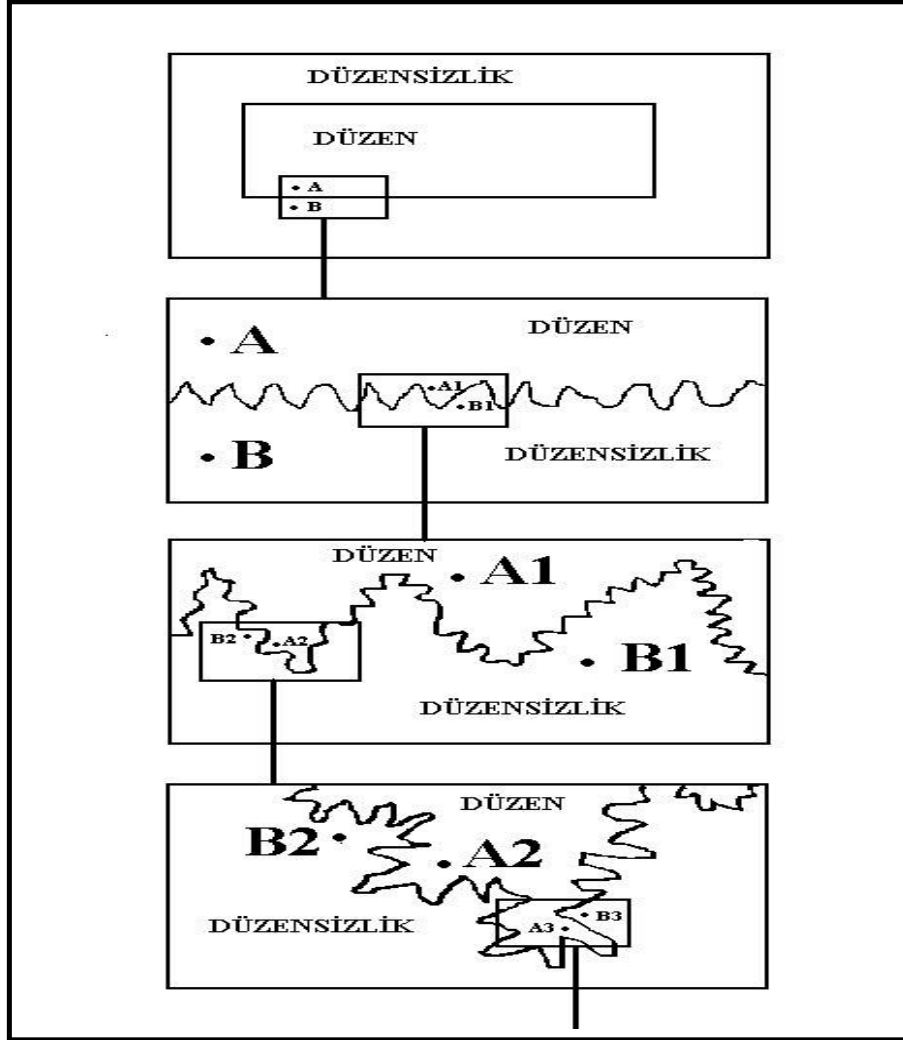 DÜZENSİZLİK
DÜZEN
A
B
A
DÜZEN
A1
B1
B
DÜZENSİZLİK
DÜZEN
A1
B2
A2
B1
DÜZENSİZLİK
DÜZEN
B2
A2
DÜZENSİZLİK
A3
B3